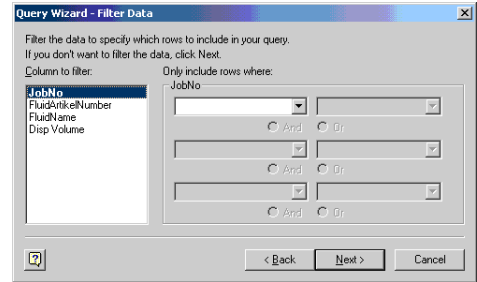 Query Wizard - Filter Data
Filter the data to specify which rows to include in your query.
If you don't want to filter the data, click Next.
Column to filter:
Only include rows where:
JobNo
FluidArtikelNumber
FluidName
Disp Volume
JobNo
And Or
And Or
And Or
< Back Next > Cancel